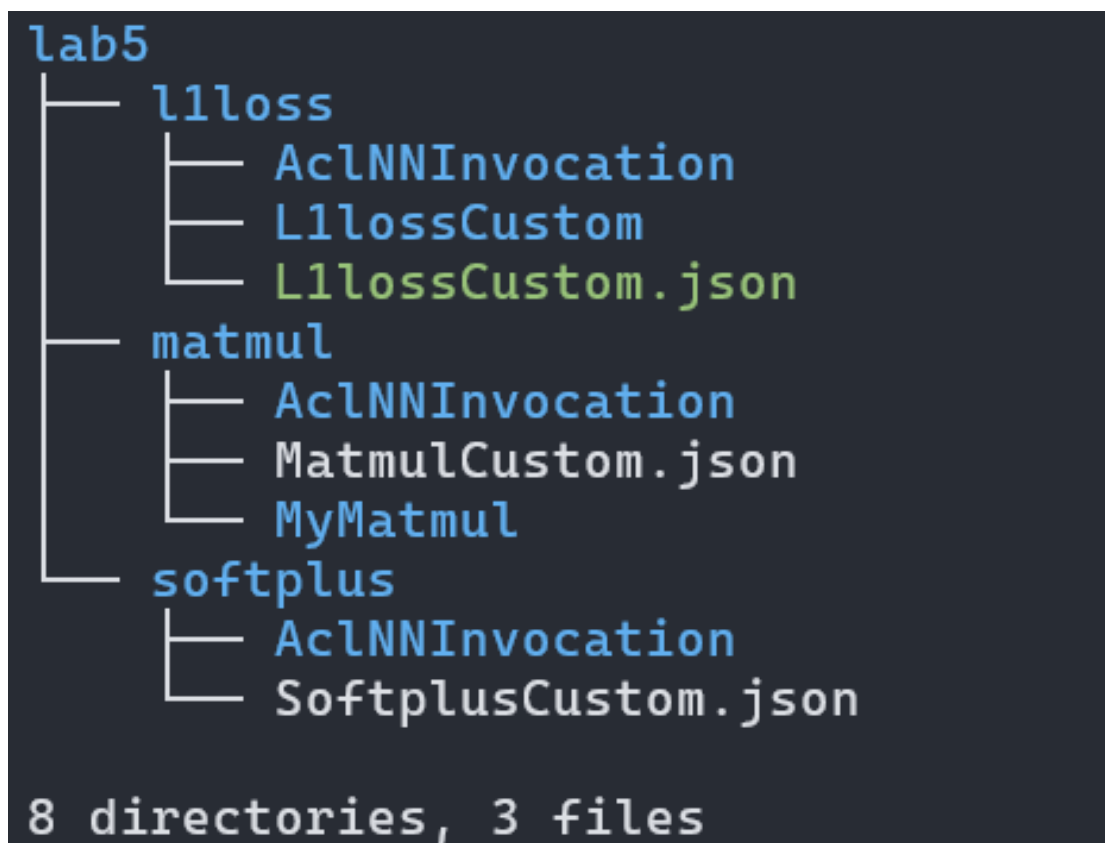 lab5
├── l1loss
│   ├── AclNNInvocation
│   ├── L1lossCustom
│   └── L1lossCustom.json
├── matmul
│   ├── AclNNInvocation
│   ├── MatmulCustom.json
│   └── MyMatmul
└── softplus
    ├── AclNNInvocation
    └── SoftplusCustom.json
8 directories, 3 files